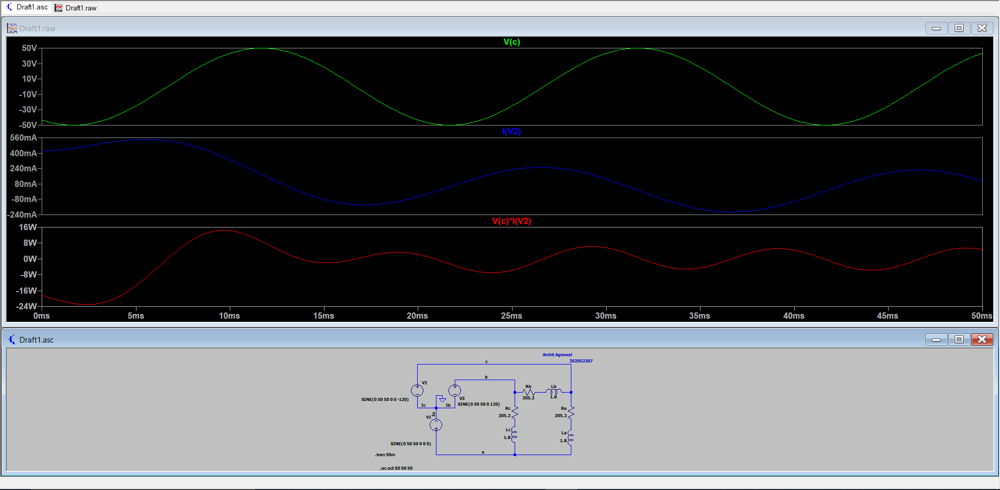 Draft1.asc Draft1.raw
Draft1.raw
V(c)
50V
30V
10V
-10V
-30V
-50V
I(V2)
560mA
400mA
240mA
80mA
-80mA
-240mA
V(c)*I(V2)
16W
8W
0W
-8W
-16W
-24W
0ms 5ms 10ms 15ms 20ms 25ms 30ms 35ms 40ms 45ms 50ms
Draft1.asc
Archit Agrawal
202052307
c
b
V2
Rb Lb
205.2 1.8
V3
SINE(0 50 50 0 0 -120)
SINE(0 50 50 0 120)
Ic Ib
Ia
V1
Rc Ra
205.2 205.2
Lc La
1.8 1.8
SINE(0 50 50 0 0 0)
a
.tran 50m
;ac oct 50 50 50